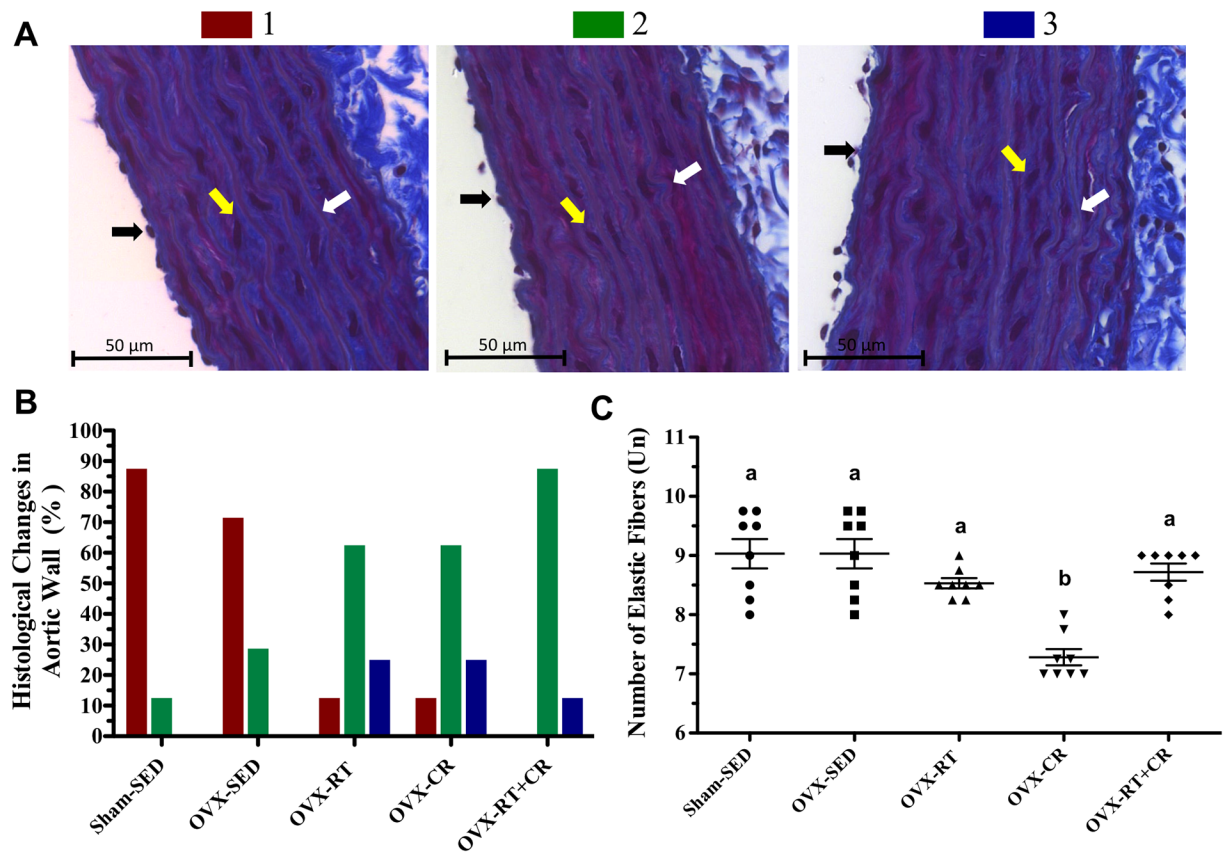 A
1
2
3
50 µm
50 µm
50 µm
B
Histological Changes in
Aortic Wall (% )
100
90
80
70
60
50
40
30
20
10
0
Sham-SED
OVX-SED
OVX-RT
OVX-CR
OVX-RT+CR
C
Number of Elastic Fibers (Un)
11
10
9
8
7
6
a
a
a
b
a
Sham-SED
OVX-SED
OVX-RT
OVX-CR
OVX-RT+CR